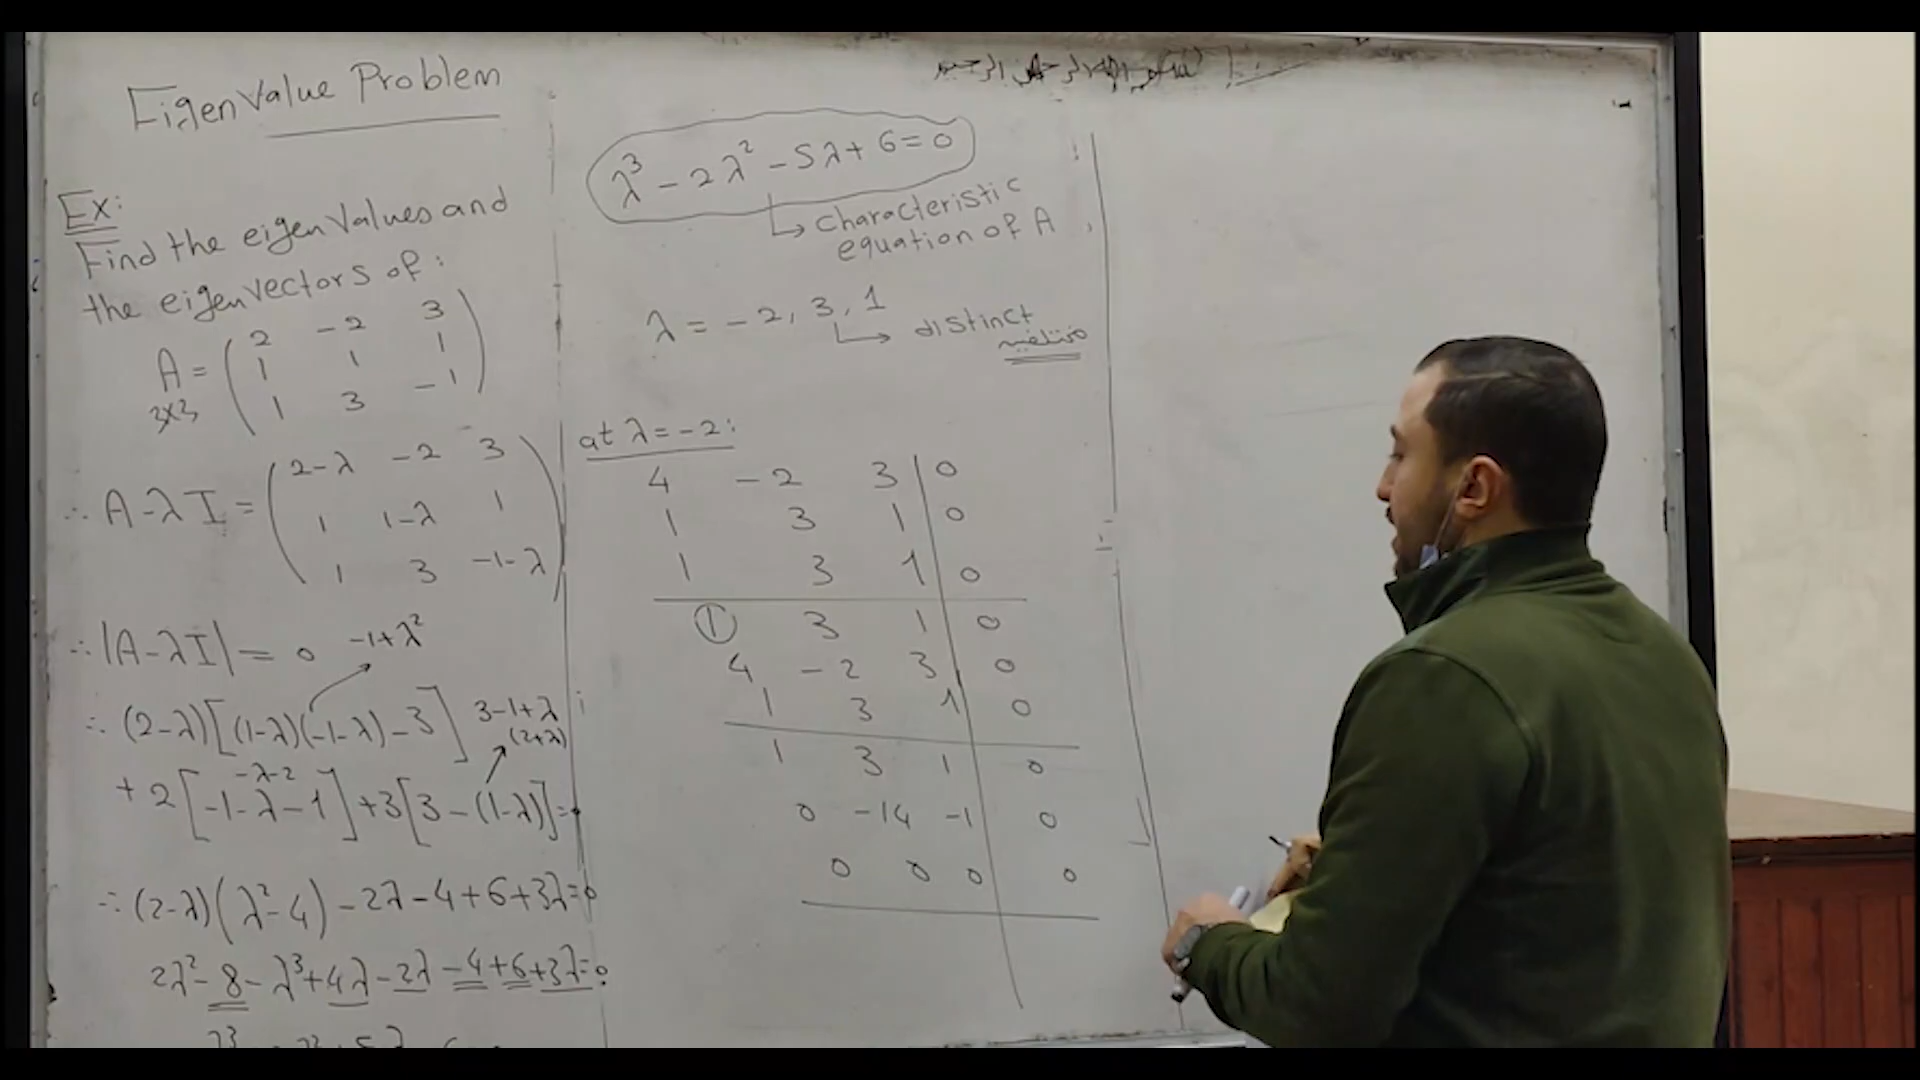 Eigen Value Problem
Ex:
Find the eigen values and
the eigen vectors of:
2 -2 3
A = 1 1 1
3x3 1 3 -1
2-λ -2 3
∴ A-λI = 1 1-λ 1
1 3 -1-λ
∴ |A-λI| = 0 -1+λ²
∴ (2-λ)[(1-λ)(-1-λ)-3] 3-1+λ
(2+λ)
-λ-2
+2[-1-λ-1]+3[3-(1-λ)]=0
∴ (2-λ)(λ²-4)-2λ-4+6+3λ=0
2λ²-8-λ³+4λ-2λ-4+6+3λ=0
بسم الله الرحمن الرحيم
λ³-2λ²-5λ+6=0
↳ Characteristic
equation of A
λ = -2, 3, 1
↳ distinct
at λ=-2:
4 -2 3 | 0
1 3 1 | 0
1 3 1 | 0
1 3 1 | 0
4 -2 3 | 0
1 3 1 | 0
1 3 1 | 0
0 -14 -1 | 0
0 0 0 | 0